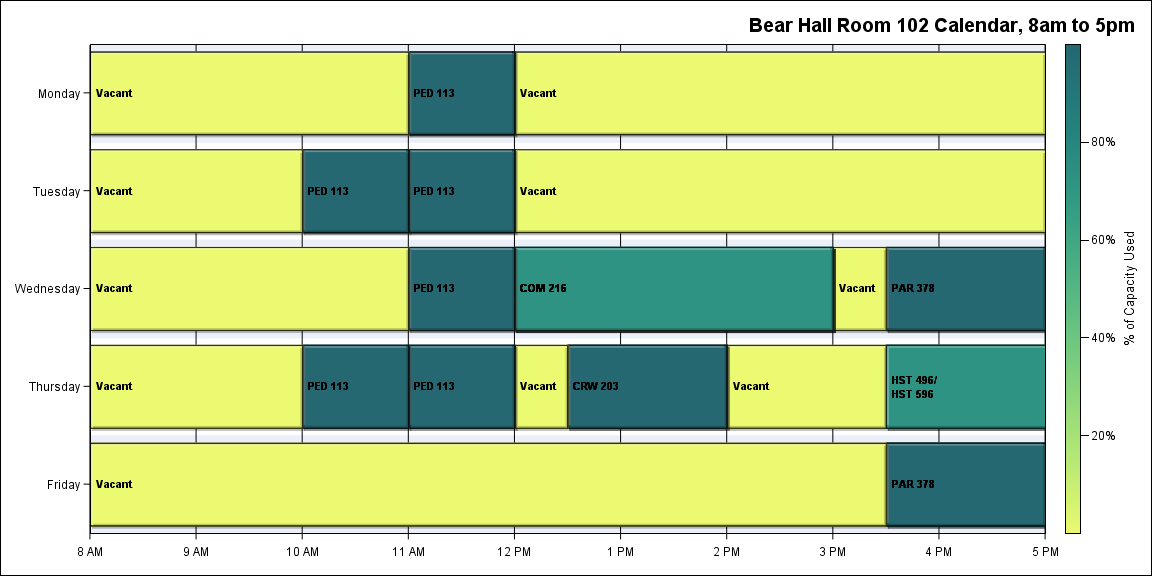 Bear Hall Room 102 Calendar, 8am to 5pm
Monday
Vacant
PED 113
Vacant
Tuesday
Vacant
PED 113
PED 113
Vacant
Wednesday
Vacant
PED 113
COM 216
Vacant
PAR 378
Thursday
Vacant
PED 113
PED 113
Vacant
CRW 203
Vacant
HST 496/
HST 596
Friday
Vacant
PAR 378
8 AM
9 AM
10 AM
11 AM
12 PM
1 PM
2 PM
3 PM
4 PM
5 PM
80%
60%
40%
20%
% of Capacity Used